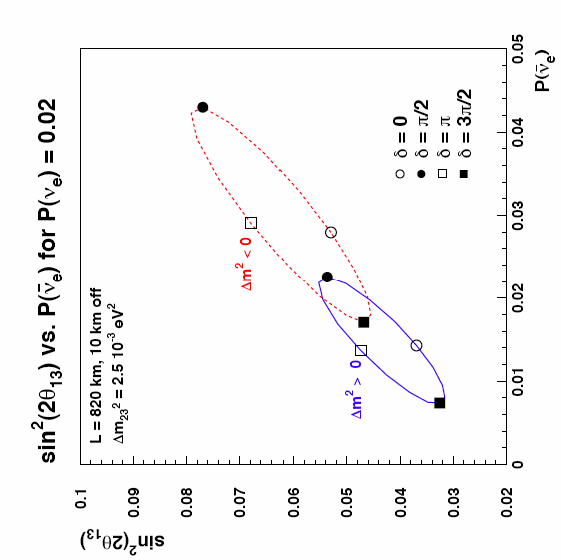 sin²(2θ₁₃) vs. P(ν̄ₑ) for P(νₑ) = 0.02
L = 820 km, 10 km off
Δm₂₃² = 2.5 10⁻³ eV²
Δm² < 0
Δm² > 0
δ = 0
δ = π/2
δ = π
δ = 3π/2
sin²(2θ₁₃)
0.1
0.09
0.08
0.07
0.06
0.05
0.04
0.03
0.02
0
0.01
0.02
0.03
0.04
0.05
P(ν̄ₑ)